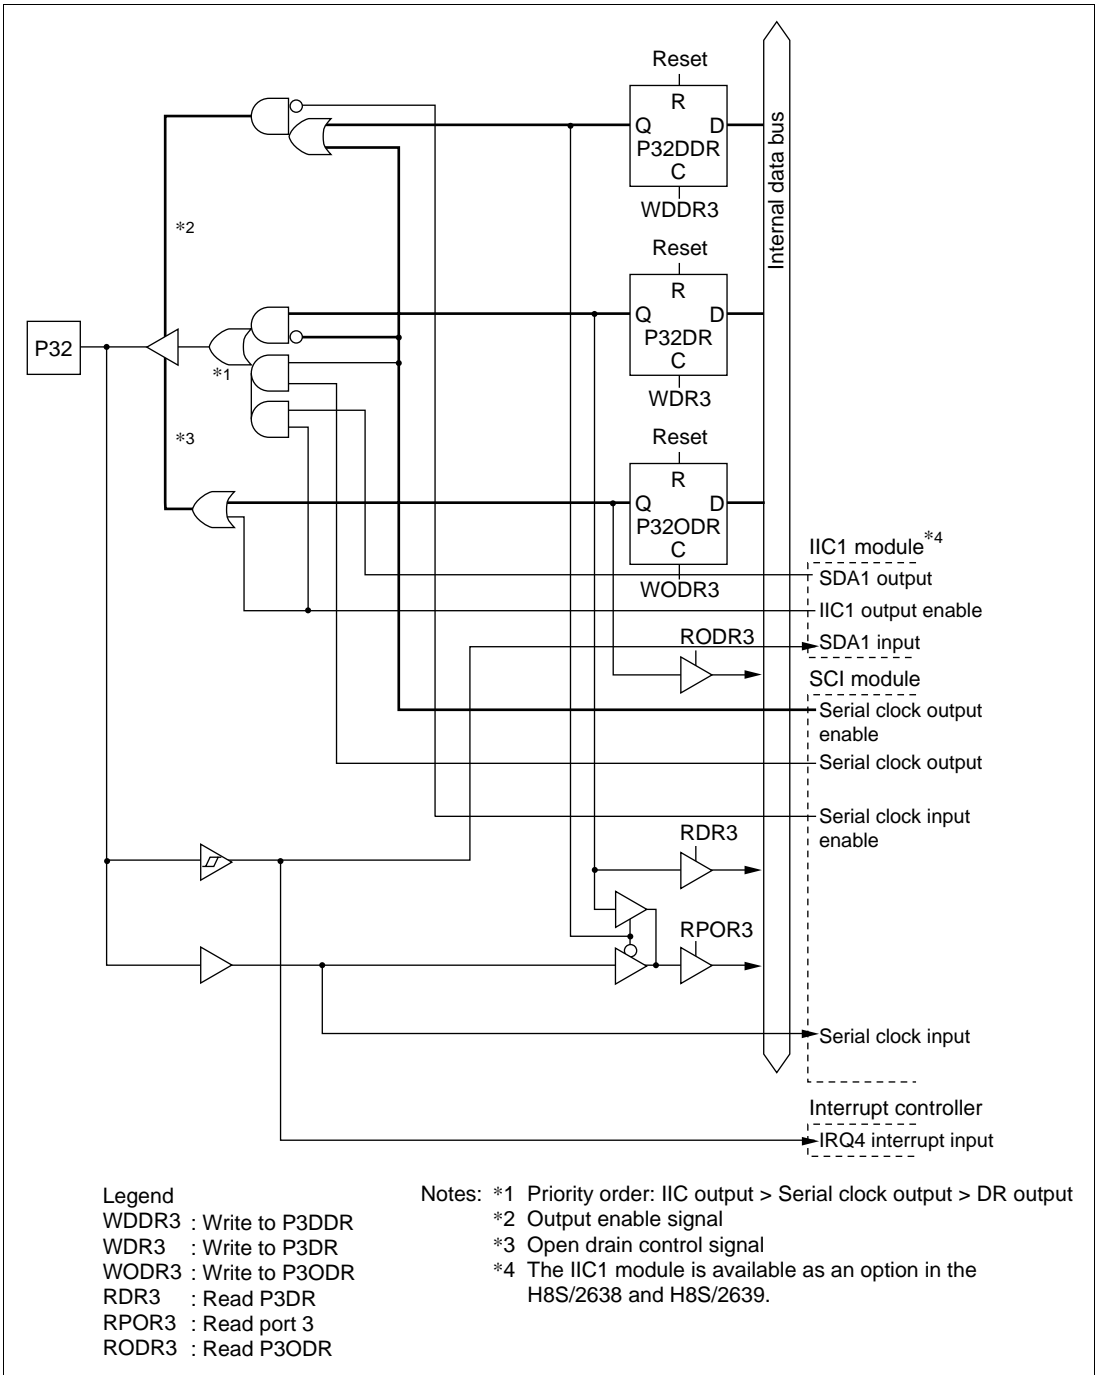 Reset
R
Q D
P32DDR
C
WDDR3
Internal data bus
*2
Reset
R
Q D
P32DR
C
WDR3
P32
*1
*3
Reset
R
Q D
P32ODR
C
WODR3
IIC1 module*4
SDA1 output
IIC1 output enable
SDA1 input
RODR3
SCI module
Serial clock output
enable
Serial clock output
Serial clock input
enable
RDR3
RPOR3
Serial clock input
Interrupt controller
IRQ4 interrupt input
Legend
WDDR3 : Write to P3DDR
WDR3 : Write to P3DR
WODR3 : Write to P3ODR
RDR3 : Read P3DR
RPOR3 : Read port 3
RODR3 : Read P3ODR
Notes: *1 Priority order: IIC output > Serial clock output > DR output
*2 Output enable signal
*3 Open drain control signal
*4 The IIC1 module is available as an option in the
H8S/2638 and H8S/2639.